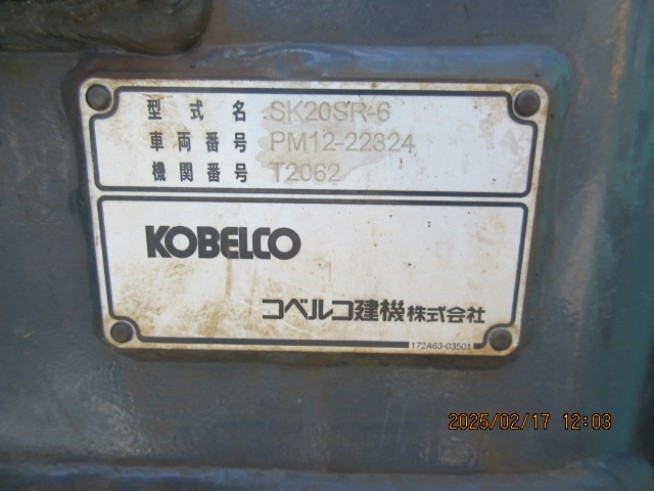 型式名 SK20SR-6
車両番号 PM12-22324
機関番号 T2062
KOBELCO
コベルコ建機株式会社
172A63-03501
2025/02/17 12:03